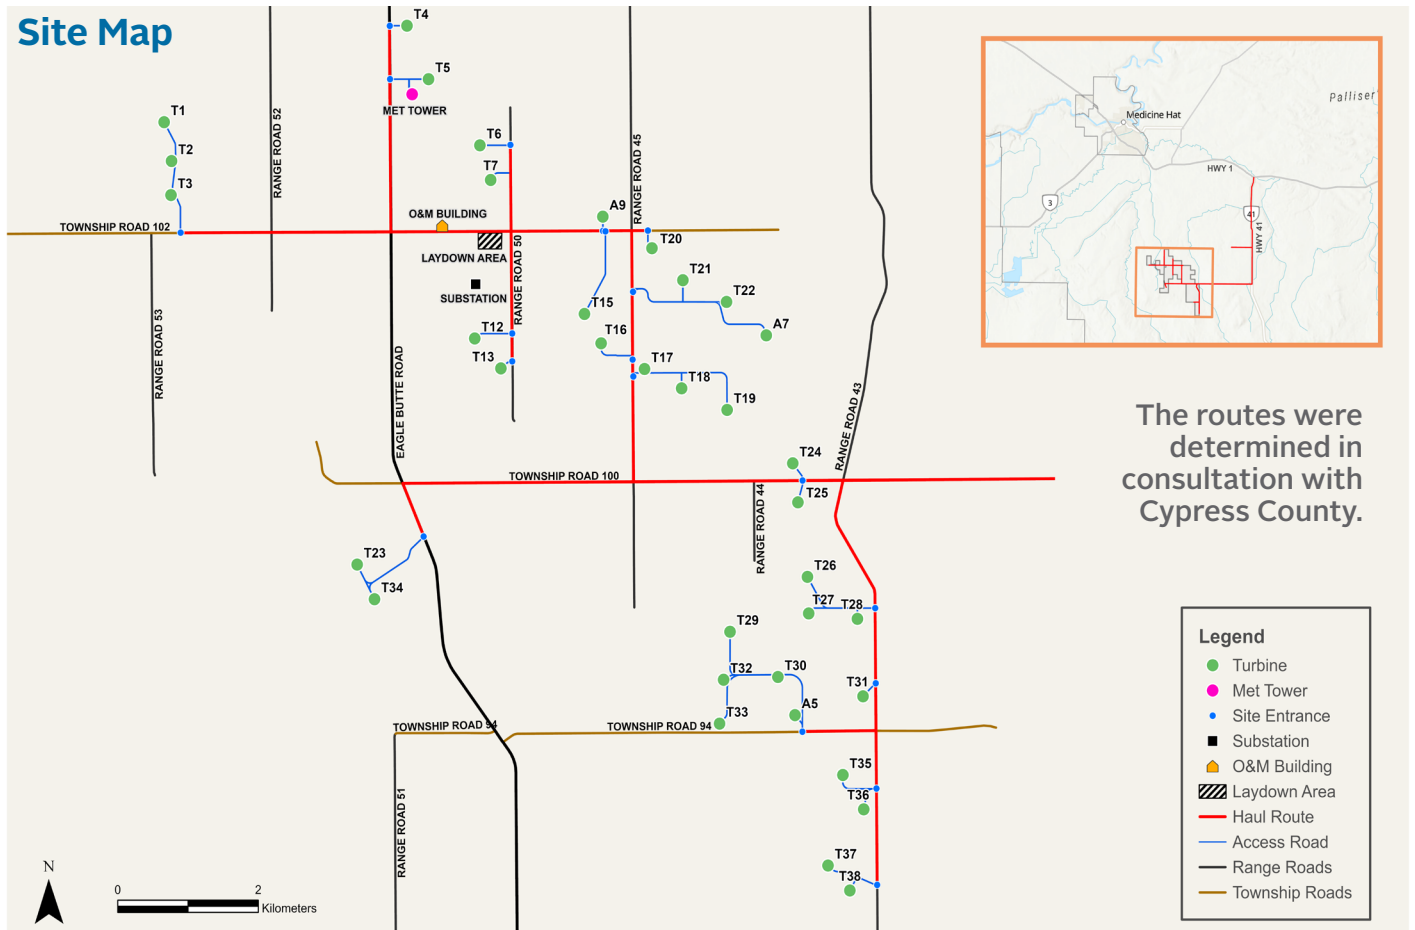 Site Map
T4
T5
MET TOWER
T1
T2
T3
RANGE ROAD 52
T6
T7
RANGE ROAD 45
A9
O&M BUILDING
TOWNSHIP ROAD 102
LAYDOWN AREA
RANGE ROAD 50
SUBSTATION
T20
T21
T22
A7
T15
T16
T12
T13
T17
T18
T19
RANGE ROAD 53
EAGLE BUTTE ROAD
RANGE ROAD 43
TOWNSHIP ROAD 100
T24
T25
RANGE ROAD 44
T23
T34
T26
T27
T28
T29
T32
T30
T31
T33
A5
TOWNSHIP ROAD 94
TOWNSHIP ROAD 94
RANGE ROAD 51
T35
T36
T37
T38
N
0
2
Kilometers
Palliser
Medicine Hat
HWY 1
3
41
HWY 41
The routes were
determined in
consultation with
Cypress County.
Legend
Turbine
Met Tower
Site Entrance
Substation
O&M Building
Laydown Area
Haul Route
Access Road
Range Roads
Township Roads